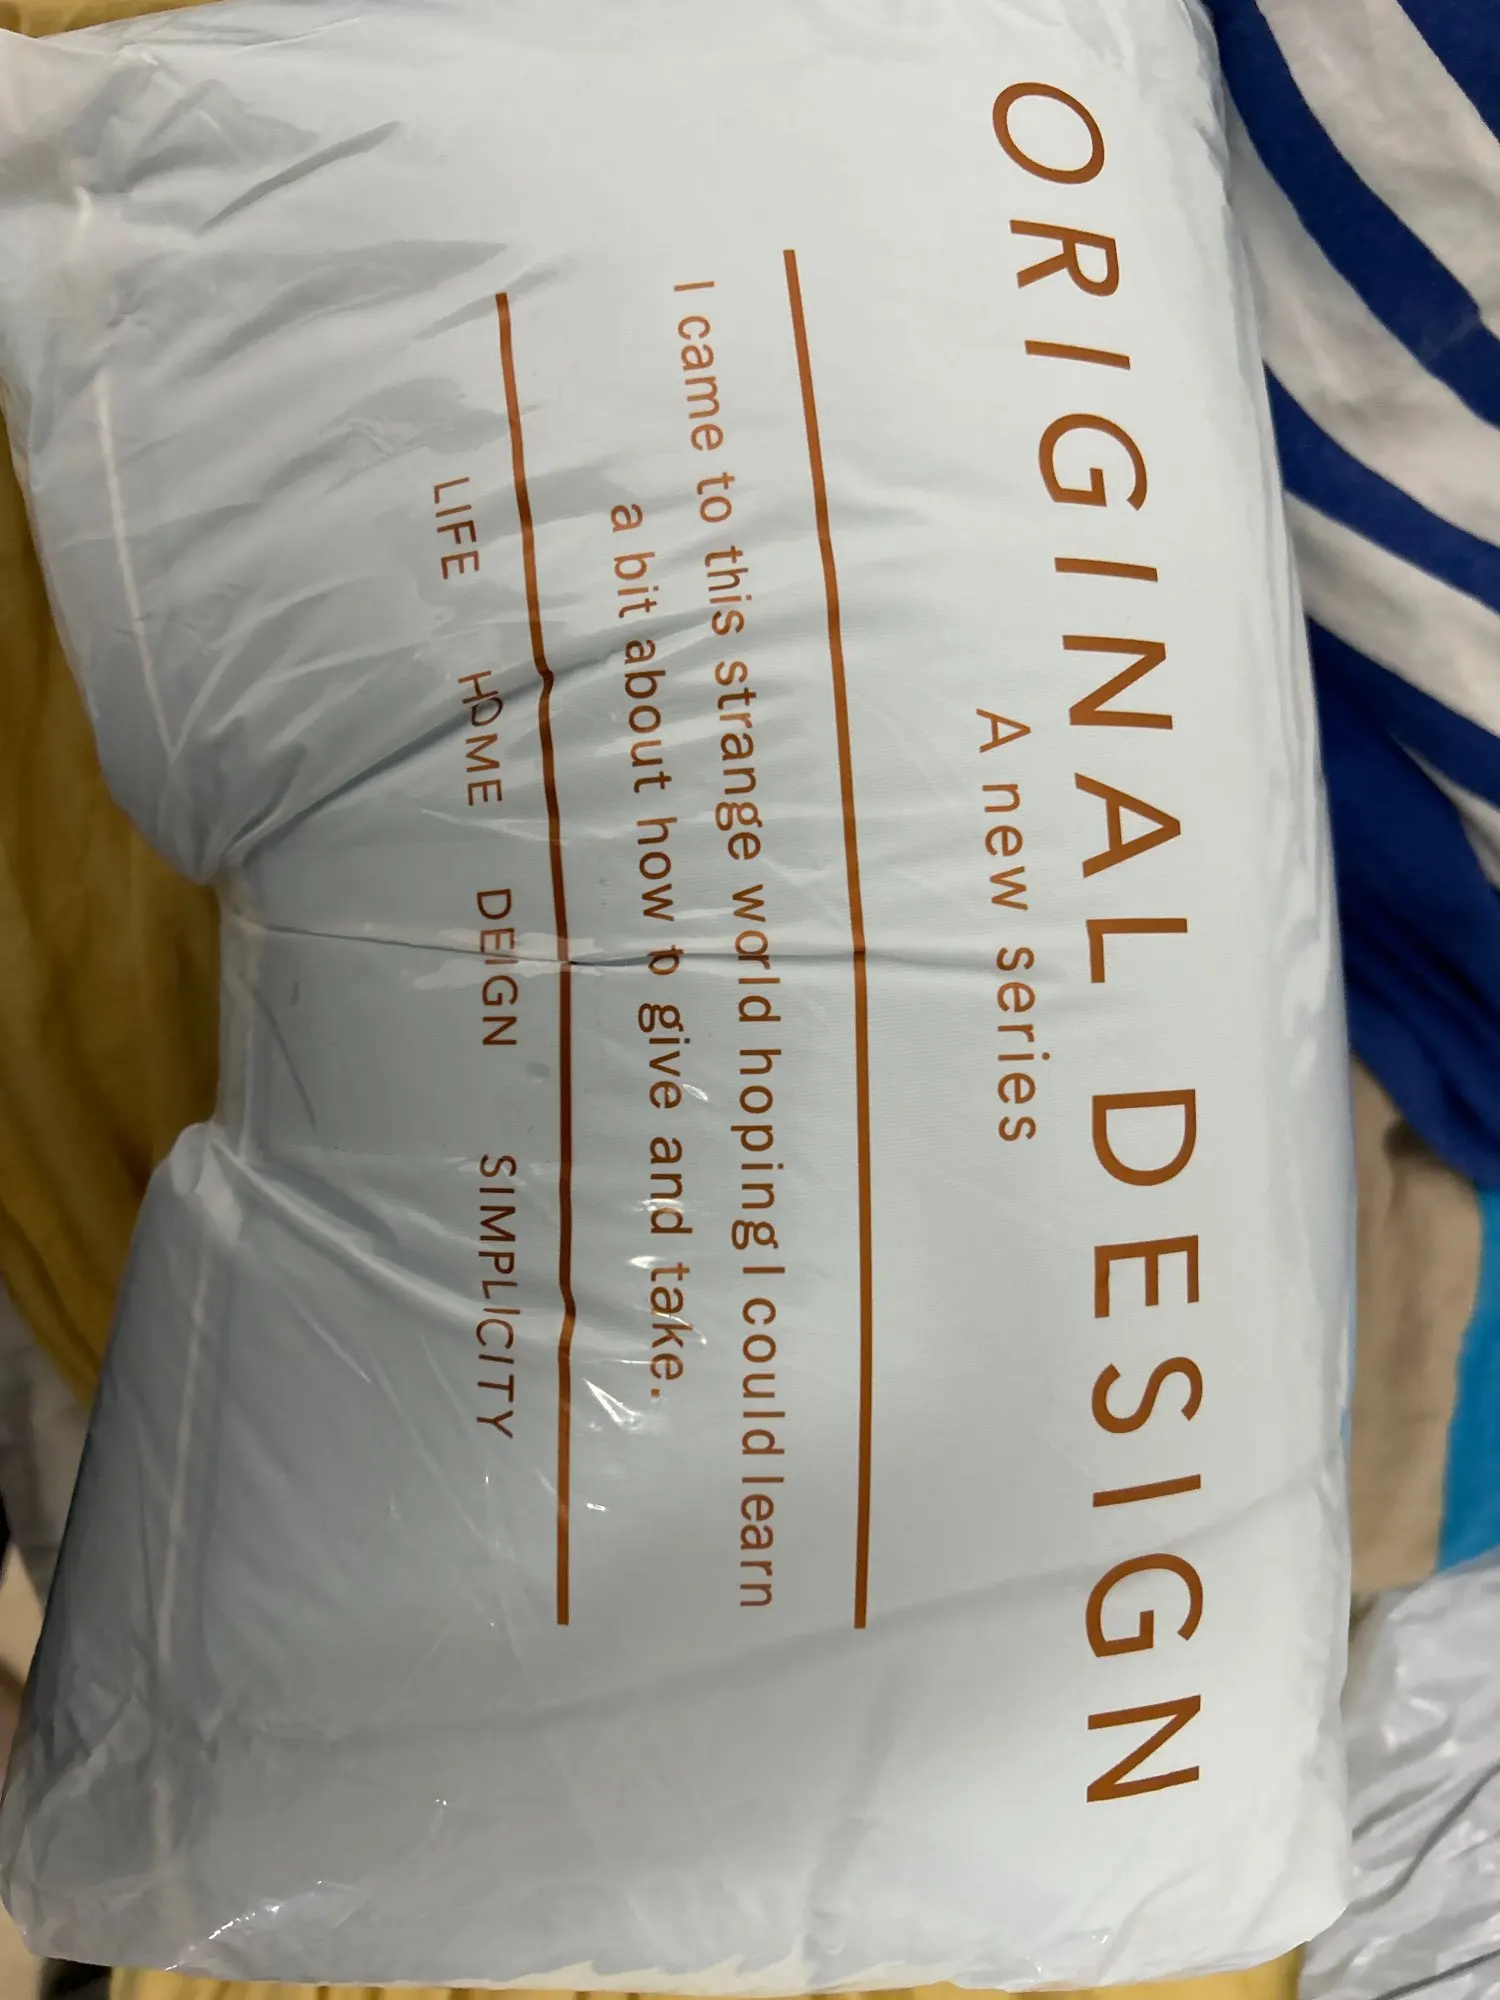 ORIGINAL DESIGN
A new series
I came to this strange world hoping I could learn
a bit about how to give and take.
LIFE HOME DEIGN SIMPLICITY